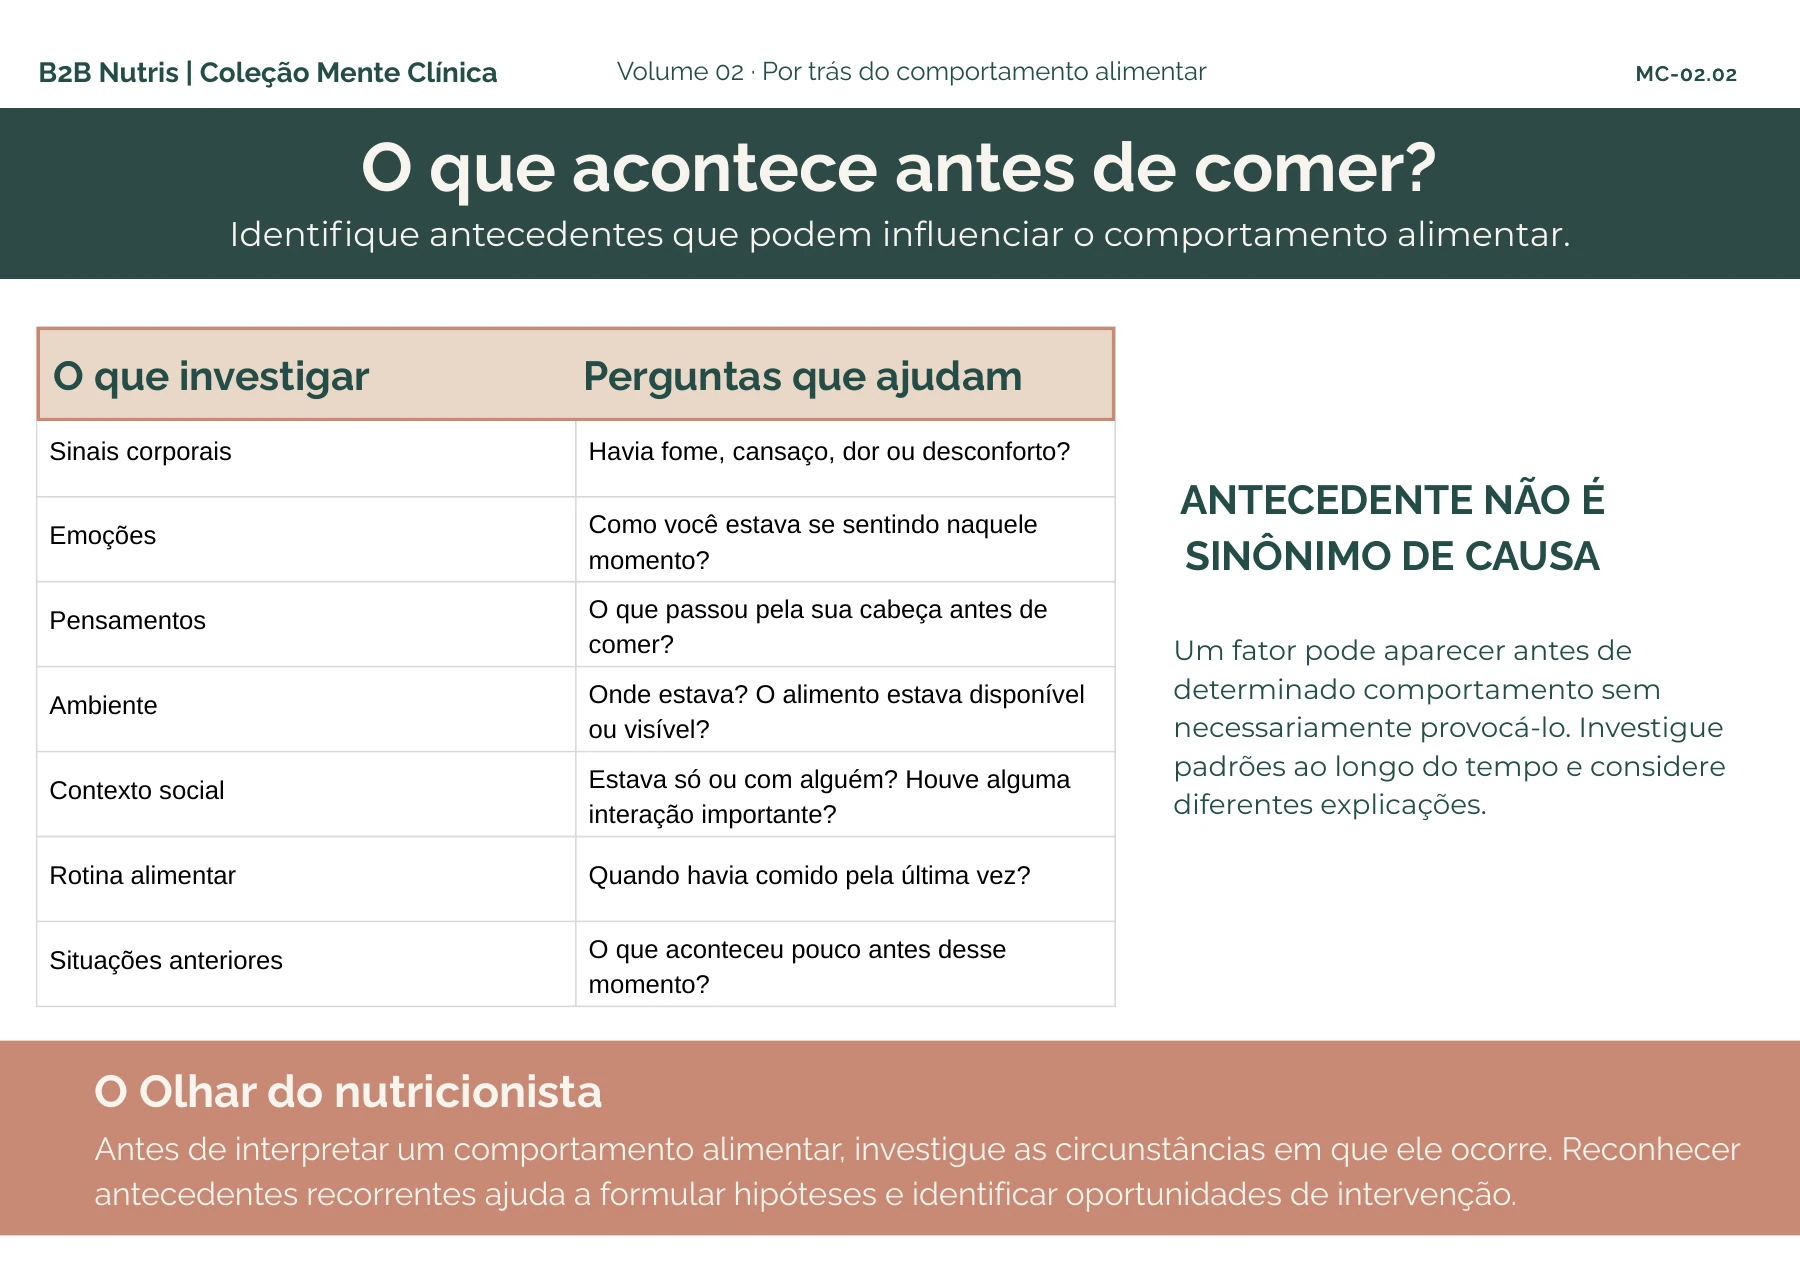 B2B Nutris | Coleção Mente Clínica
Volume 02 · Por trás do comportamento alimentar
MC-02.02
O que acontece antes de comer?
Identifique antecedentes que podem influenciar o comportamento alimentar.
O que investigar
Perguntas que ajudam
Sinais corporais
Havia fome, cansaço, dor ou desconforto?
Emoções
Como você estava se sentindo naquele
momento?
Pensamentos
O que passou pela sua cabeça antes de
comer?
Ambiente
Onde estava? O alimento estava disponível
ou visível?
Contexto social
Estava só ou com alguém? Houve alguma
interação importante?
Rotina alimentar
Quando havia comido pela última vez?
Situações anteriores
O que aconteceu pouco antes desse
momento?
ANTECEDENTE NÃO É
SINÔNIMO DE CAUSA
Um fator pode aparecer antes de
determinado comportamento sem
necessariamente provocá-lo. Investigue
padrões ao longo do tempo e considere
diferentes explicações.
O Olhar do nutricionista
Antes de interpretar um comportamento alimentar, investigue as circunstâncias em que ele ocorre. Reconhecer
antecedentes recorrentes ajuda a formular hipóteses e identificar oportunidades de intervenção.